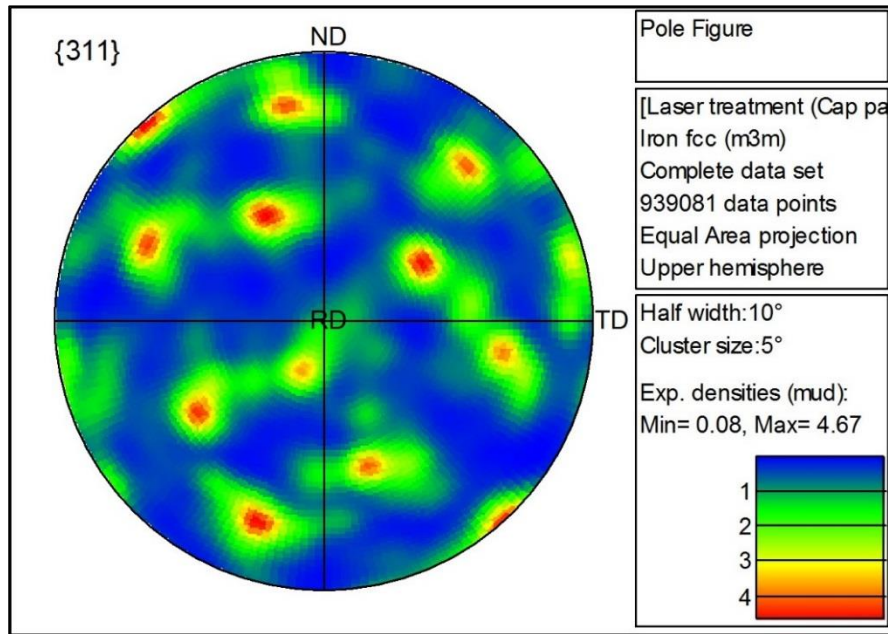 {311}
ND
RD
TD
Pole Figure
[Laser treatment (Cap pa
Iron fcc (m3m)
Complete data set
939081 data points
Equal Area projection
Upper hemisphere
Half width:10°
Cluster size:5°
Exp. densities (mud):
Min= 0.08, Max= 4.67
1
2
3
4